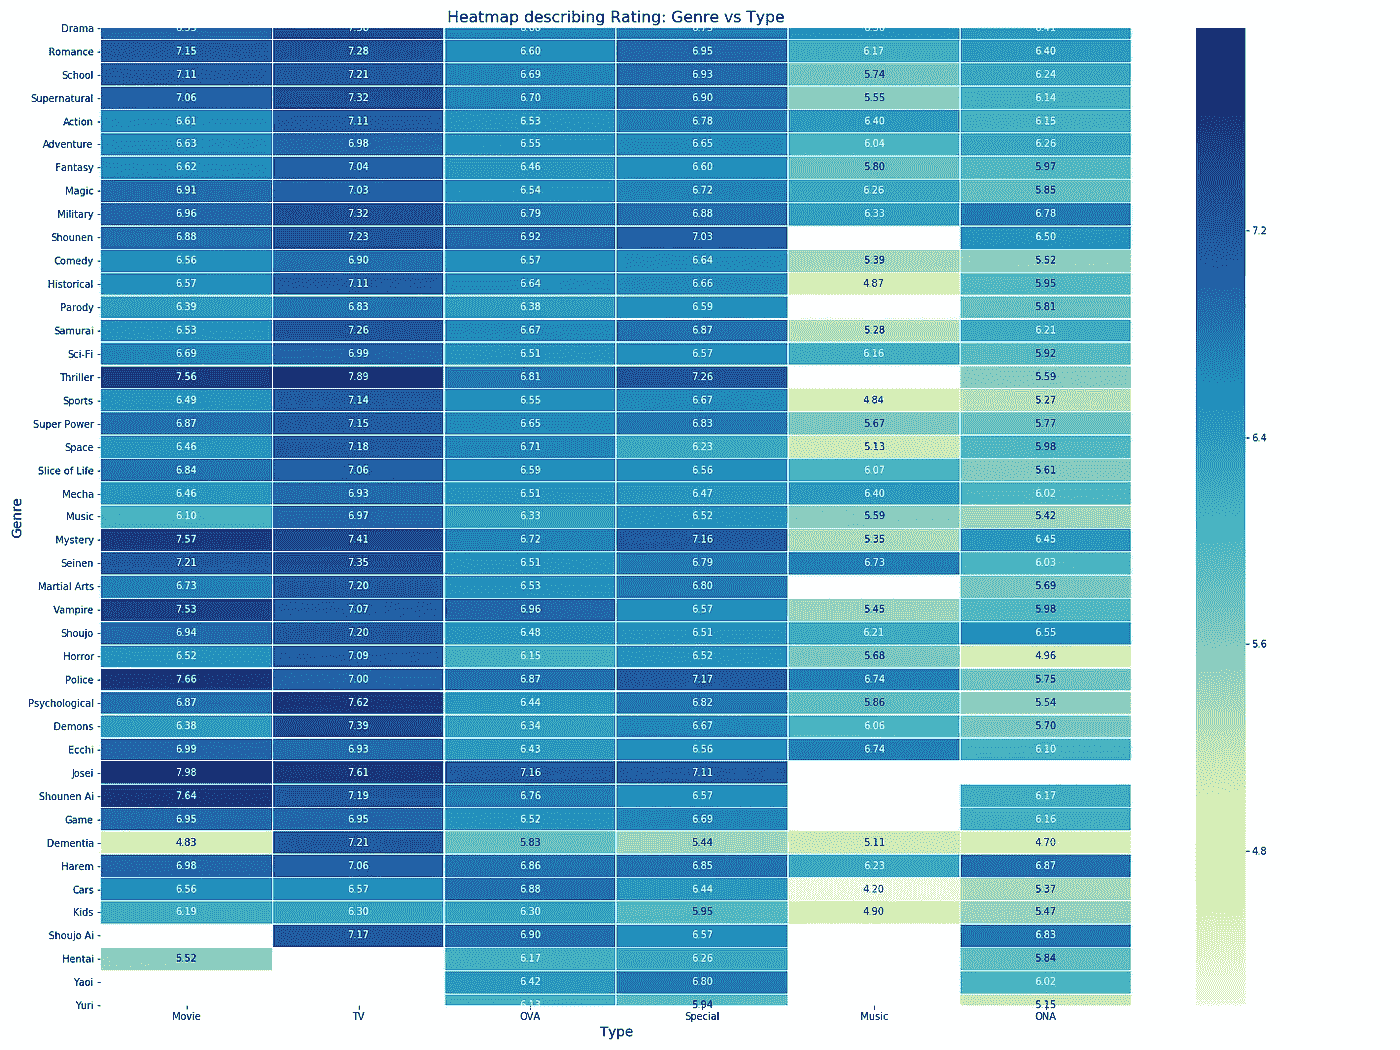 Heatmap describing Rating: Genre vs Type
Drama
Romance 7.15 7.28 6.60 6.95 6.17 6.40
School 7.11 7.21 6.69 6.93 5.74 6.24
Supernatural 7.06 7.32 6.70 6.90 5.55 6.14
Action 6.61 7.11 6.53 6.78 6.40 6.15
Adventure 6.63 6.98 6.55 6.65 6.04 6.26
Fantasy 6.62 7.04 6.46 6.60 5.80 5.97
Magic 6.91 7.03 6.54 6.72 6.26 5.85
Military 6.96 7.32 6.79 6.88 6.33 6.78
Shounen 6.88 7.23 6.92 7.03 6.50
7.2
Comedy 6.56 6.90 6.57 6.64 5.39 5.52
Historical 6.57 7.11 6.64 6.66 4.87 5.95
Parody 6.39 6.83 6.38 6.59 5.81
Samurai 6.53 7.26 6.67 6.87 5.28 6.21
Sci-Fi 6.69 6.99 6.51 6.57 6.16 5.92
Thriller 7.56 7.89 6.81 7.26 5.59
Sports 6.49 7.14 6.55 6.67 4.84 5.27
Super Power 6.87 7.15 6.65 6.83 5.67 5.77
6.4
Space 6.46 7.18 6.71 6.23 5.13 5.98
Slice of Life 6.84 7.06 6.59 6.56 6.07 5.61
Mecha 6.46 6.93 6.51 6.47 6.40 6.02
Music 6.10 6.97 6.33 6.52 5.59 5.42
Genre
Mystery 7.57 7.41 6.72 7.16 5.35 6.45
Seinen 7.21 7.35 6.51 6.79 6.73 6.03
Martial Arts 6.73 7.20 6.53 6.80 5.69
Vampire 7.53 7.07 6.96 6.57 5.45 5.98
Shoujo 6.94 7.20 6.48 6.51 6.21 6.55
5.6
Horror 6.52 7.09 6.15 6.52 5.68 4.96
Police 7.66 7.00 6.87 7.17 6.74 5.75
Psychological 6.87 7.62 6.44 6.82 5.86 5.54
Demons 6.38 7.39 6.34 6.67 6.06 5.70
Ecchi 6.99 6.93 6.43 6.56 6.74 6.10
Josei 7.98 7.61 7.16 7.11
Shounen Ai 7.64 7.19 6.76 6.57 6.17
Game 6.95 6.95 6.52 6.69 6.16
Dementia 4.83 7.21 5.83 5.44 5.11 4.70
4.8
Harem 6.98 7.06 6.86 6.85 6.23 6.87
Cars 6.56 6.57 6.88 6.44 4.20 5.37
Kids 6.19 6.30 6.30 5.95 4.90 5.47
Shoujo Ai 7.17 6.90 6.57 6.83
Hentai 5.52 6.17 6.26 5.84
Yaoi 6.42 6.80 6.02
Yuri 6.13 5.94 5.15
Movie TV OVA Special Music ONA
Type